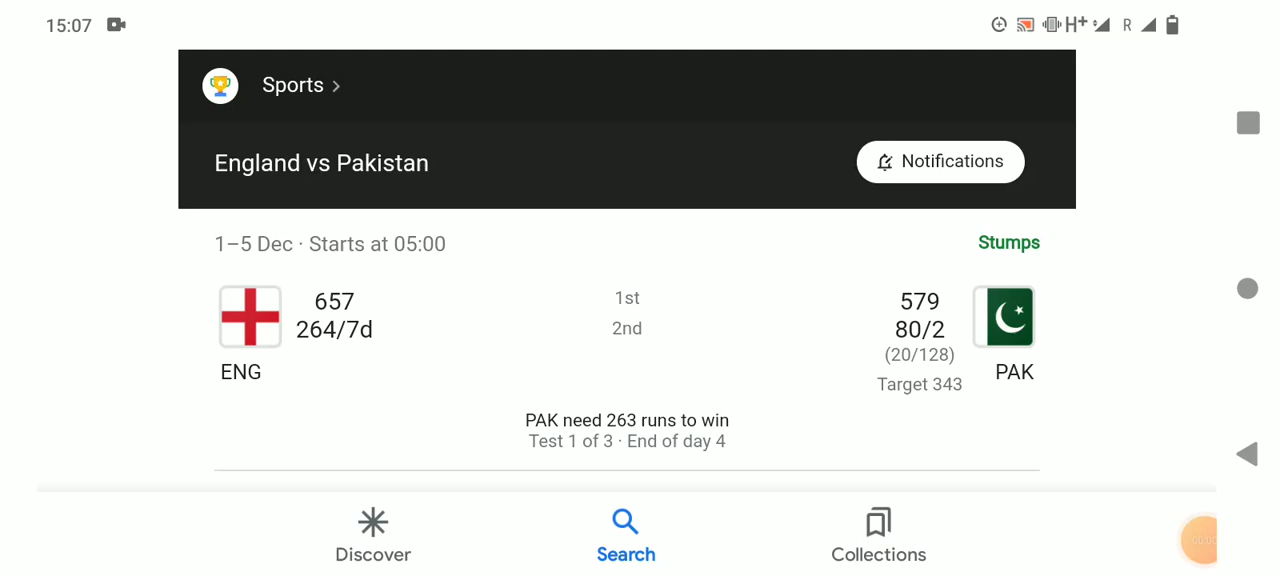 15:07
H+ R
Sports >
England vs Pakistan
Notifications
1–5 Dec · Starts at 05:00
Stumps
657 1st 579
264/7d 2nd 80/2
(20/128)
ENG PAK
Target 343
PAK need 263 runs to win
Test 1 of 3 · End of day 4
Discover Search Collections
00:00